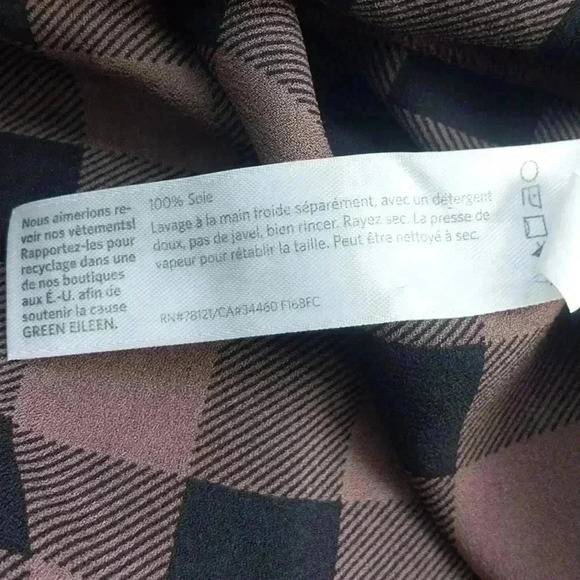 Nous aimerions re-
voir nos vêtements!
Rapportez-les pour
recyclage dans une
de nos boutiques
aux É.-U. afin de
soutenir la cause
GREEN EILEEN.
100% Soie
Lavage à la main froide séparément, avec un détergent
doux, pas de javel, bien rincer. Rayez sec. La presse de
vapeur pour rétablir la taille. Peut être nettoyé à sec.
RN#78121/CA#34460 F16BFC